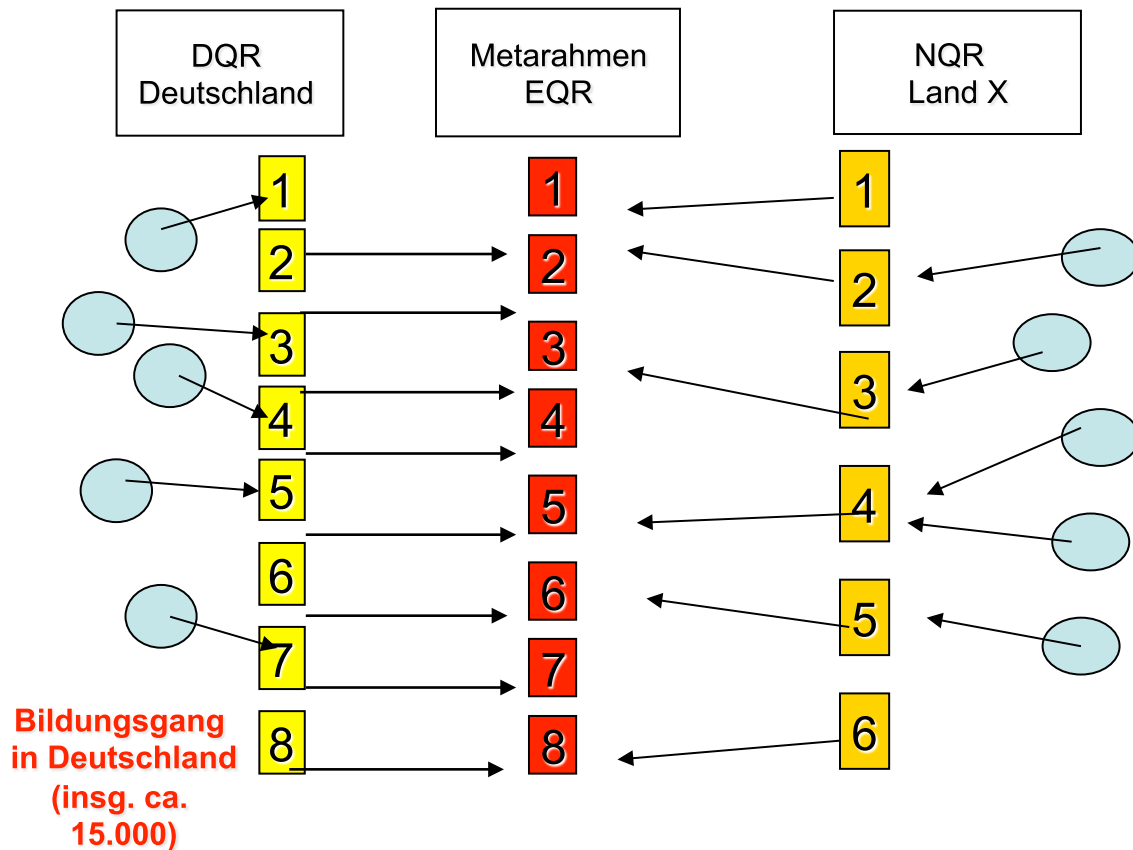 DQR
Deutschland
Metarahmen
EQR
NQR
Land X
1
2
3
4
5
6
7
8
1
2
3
4
5
6
7
8
1
2
3
4
5
6
Bildungsgang
in Deutschland
(insg. ca.
15.000)